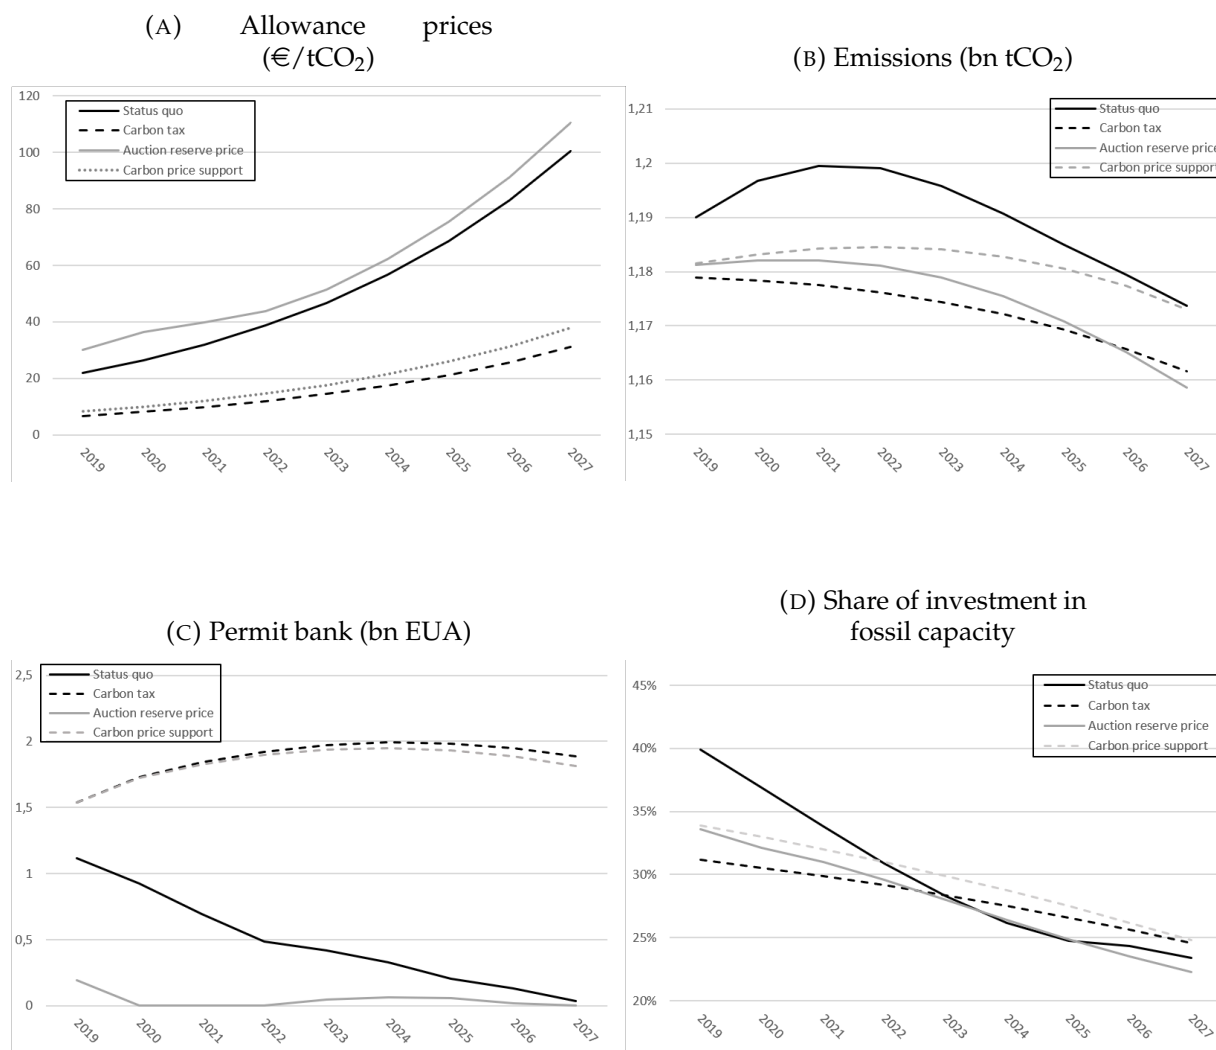 (A) Allowance prices
(€/tCO2)
120
100
80
60
40
20
0
Status quo
Carbon tax
Auction reserve price
Carbon price support
2019
2020
2021
2022
2023
2024
2025
2026
2027
(B) Emissions (bn tCO2)
1,21
1,2
1,19
1,18
1,17
1,16
1,15
Status quo
Carbon tax
Auction reserve price
Carbon price support
2019
2020
2021
2022
2023
2024
2025
2026
2027
(C) Permit bank (bn EUA)
2,5
2
1,5
1
0,5
0
Status quo
Carbon tax
Auction reserve price
Carbon price support
2019
2020
2021
2022
2023
2024
2025
2026
2027
(D) Share of investment in
fossil capacity
45%
40%
35%
30%
25%
20%
Status quo
Carbon tax
Auction reserve price
Carbon price support
2019
2020
2021
2022
2023
2024
2025
2026
2027